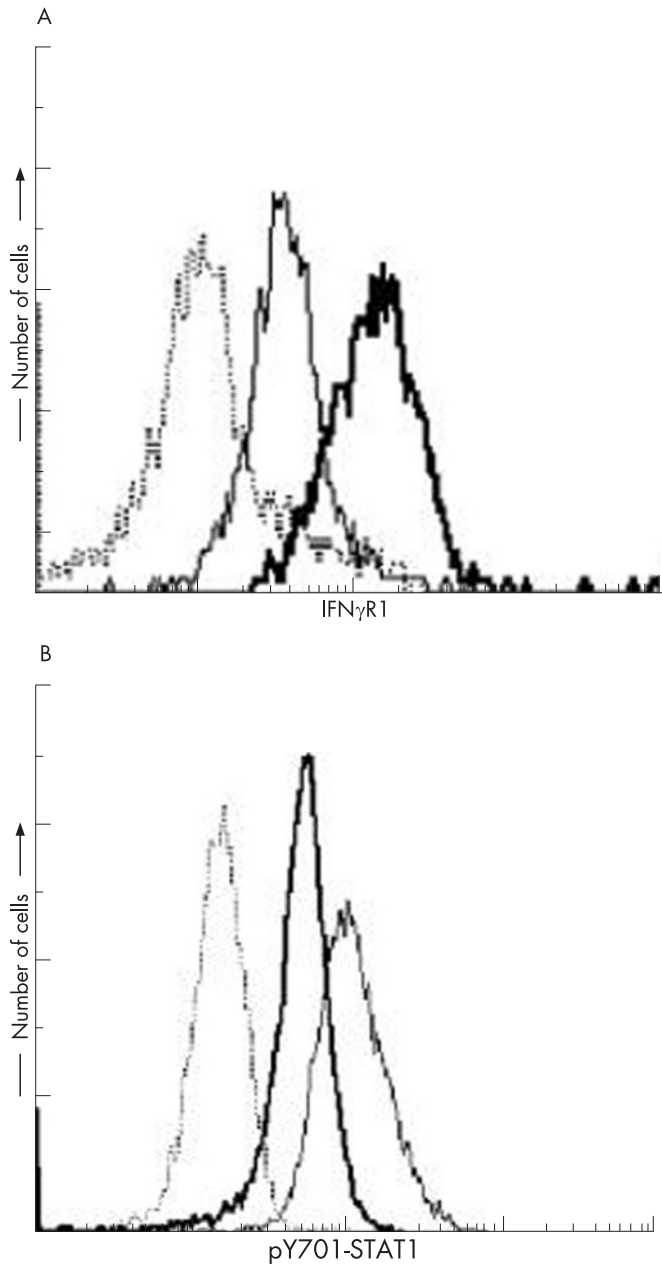 A
Number of cells
IFNγR1
B
Number of cells
pY701-STAT1